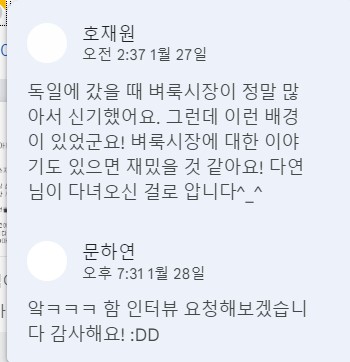 호재원
오전 2:37 1월 27일
독일에 갔을 때 벼룩시장이 정말 많
아서 신기했어요. 그런데 이런 배경
이 있었군요! 벼룩시장에 대한 이야
기도 있으면 재밌을 것 같아요! 다연
님이 다녀오신 걸로 압니다^_^
문하연
오후 7:31 1월 28일
앜ㅋㅋㅋ 함 인터뷰 요청해보겠습니
다 감사해요! :DD